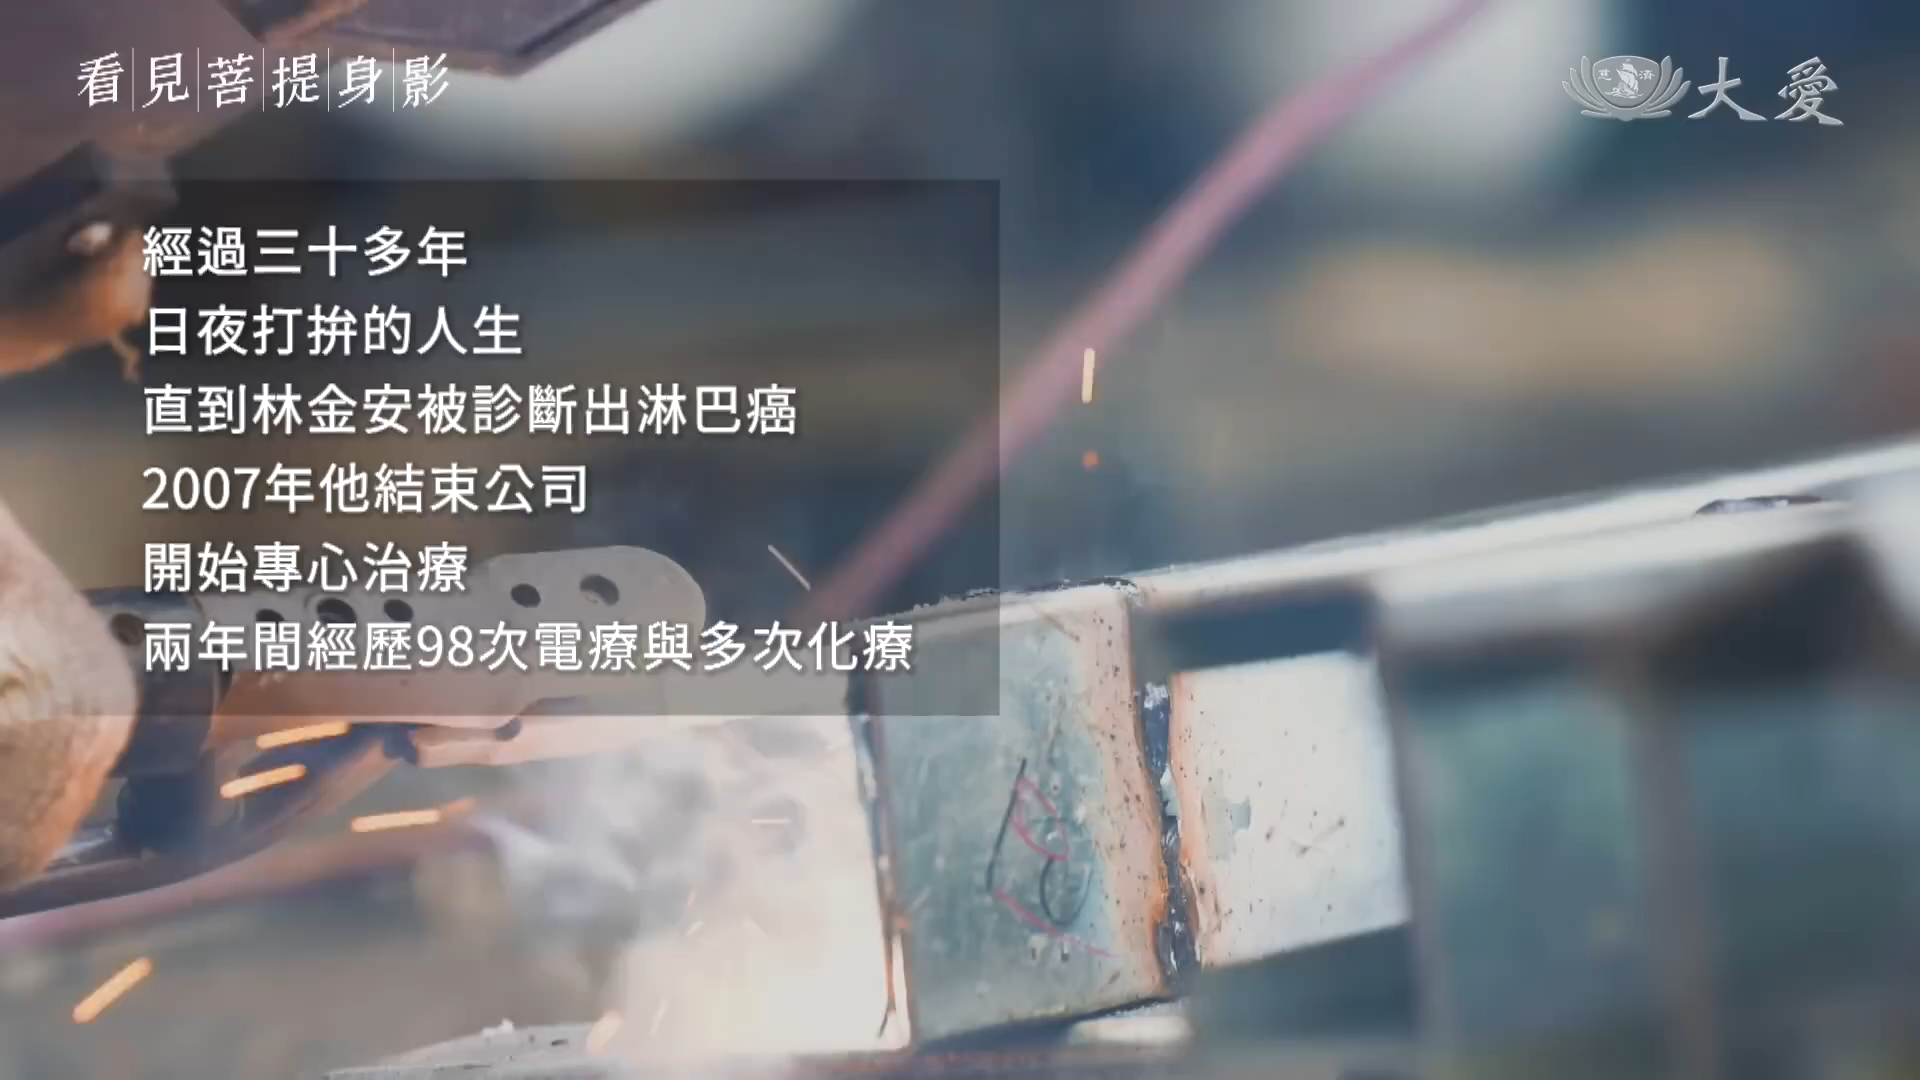 看見菩提身影
慈濟
大愛
經過三十多年
日夜打拚的人生
直到林金安被診斷出淋巴癌
2007年他結束公司
開始專心治療
兩年間經歷98次電療與多次化療